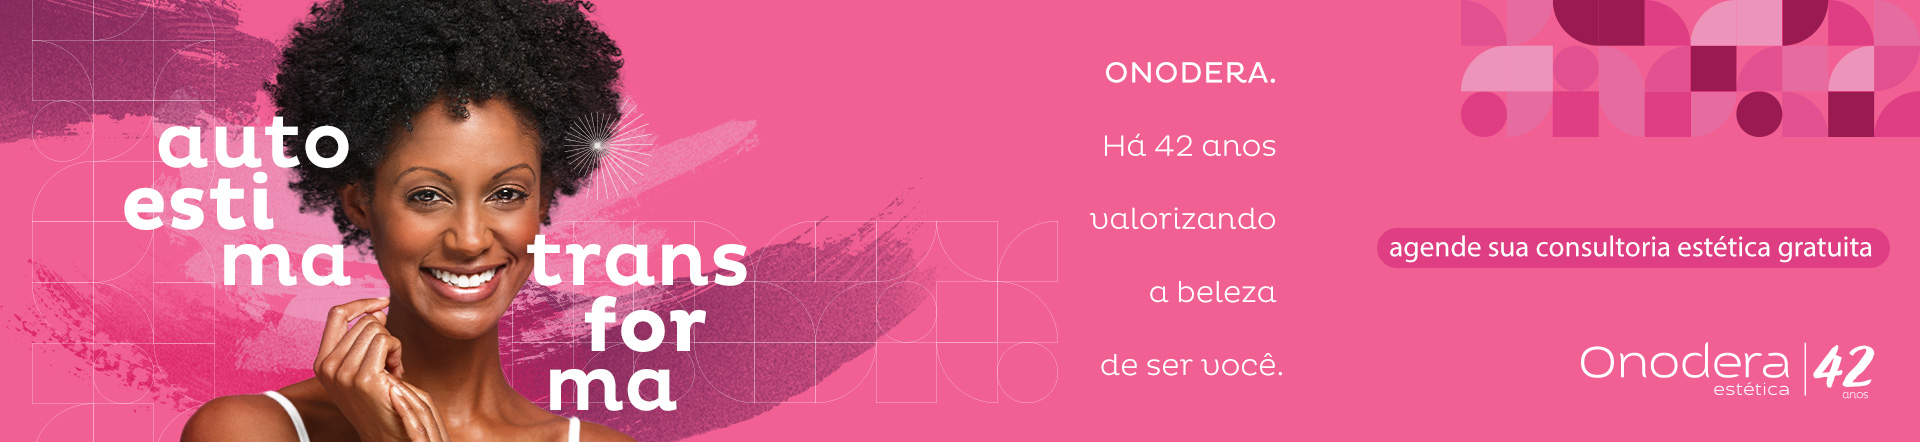 auto
esti
ma
trans
for
ma
ONODERA.
Há 42 anos
valorizando
a beleza
de ser você.
agende sua consultoria estética gratuita
Onodera
estética
42
anos